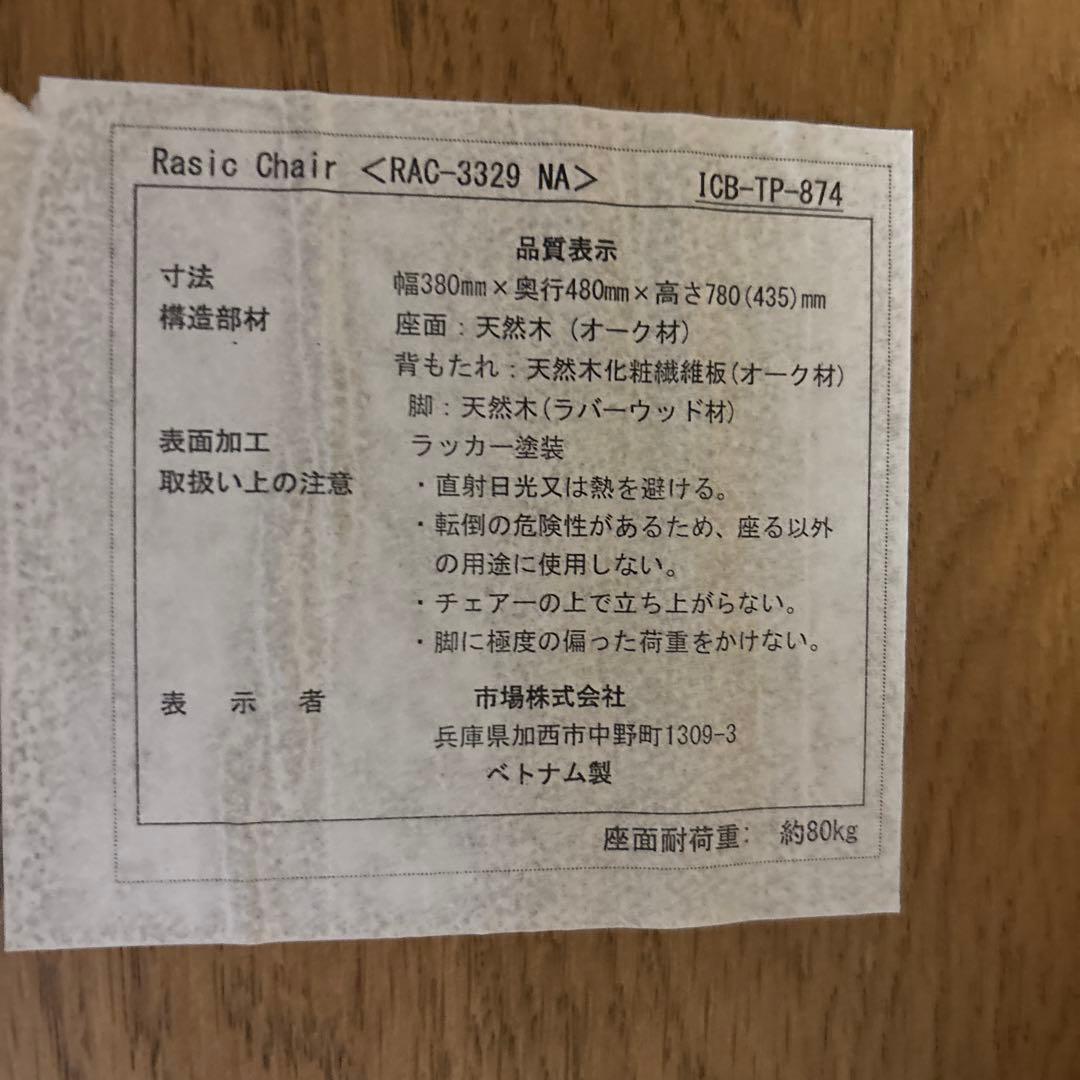 Rasic Chair <RAC-3329 NA> ICB-TP-874
品質表示
寸法 幅380mm×奥行480mm×高さ780(435)mm
構造部材 座面:天然木 (オーク材)
背もたれ:天然木化粧繊維板(オーク材)
脚:天然木(ラバーウッド材)
表面加工 ラッカー塗装
取扱い上の注意 ・直射日光又は熱を避ける。
・転倒の危険性があるため、座る以外
の用途に使用しない。
・チェアーの上で立ち上がらない。
・脚に極度の偏った荷重をかけない。
表 示 者 市場株式会社
兵庫県加西市中野町1309-3
ベトナム製
座面耐荷重: 約80kg